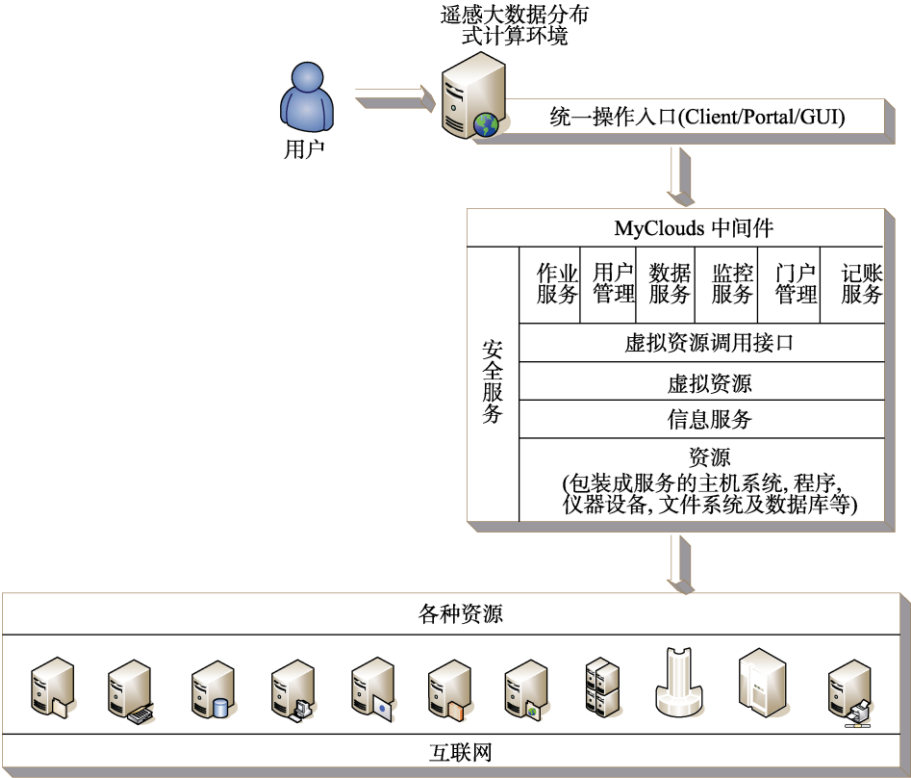 遥感大数据分布
式计算环境
用户
统一操作入口(Client/Portal/GUI)
MyClouds 中间件
安全服务
作业
服务
用户
管理
数据
服务
监控
服务
门户
管理
记账
服务
虚拟资源调用接口
虚拟资源
信息服务
资源
(包装成服务的主机系统, 程序,
仪器设备, 文件系统及数据库等)
各种资源
互联网